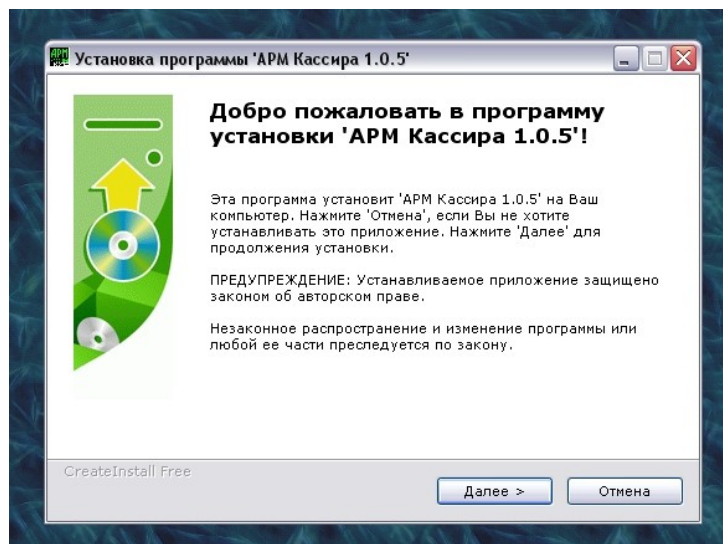 Установка программы 'АРМ Кассира 1.0.5'
Добро пожаловать в программу
установки 'АРМ Кассира 1.0.5'!
Эта программа установит 'АРМ Кассира 1.0.5' на Ваш
компьютер. Нажмите 'Отмена', если Вы не хотите
устанавливать это приложение. Нажмите 'Далее' для
продолжения установки.
ПРЕДУПРЕЖДЕНИЕ: Устанавливаемое приложение защищено
законом об авторском праве.
Незаконное распространение и изменение программы или
любой ее части преследуется по закону.
CreateInstall Free
Далее >
Отмена